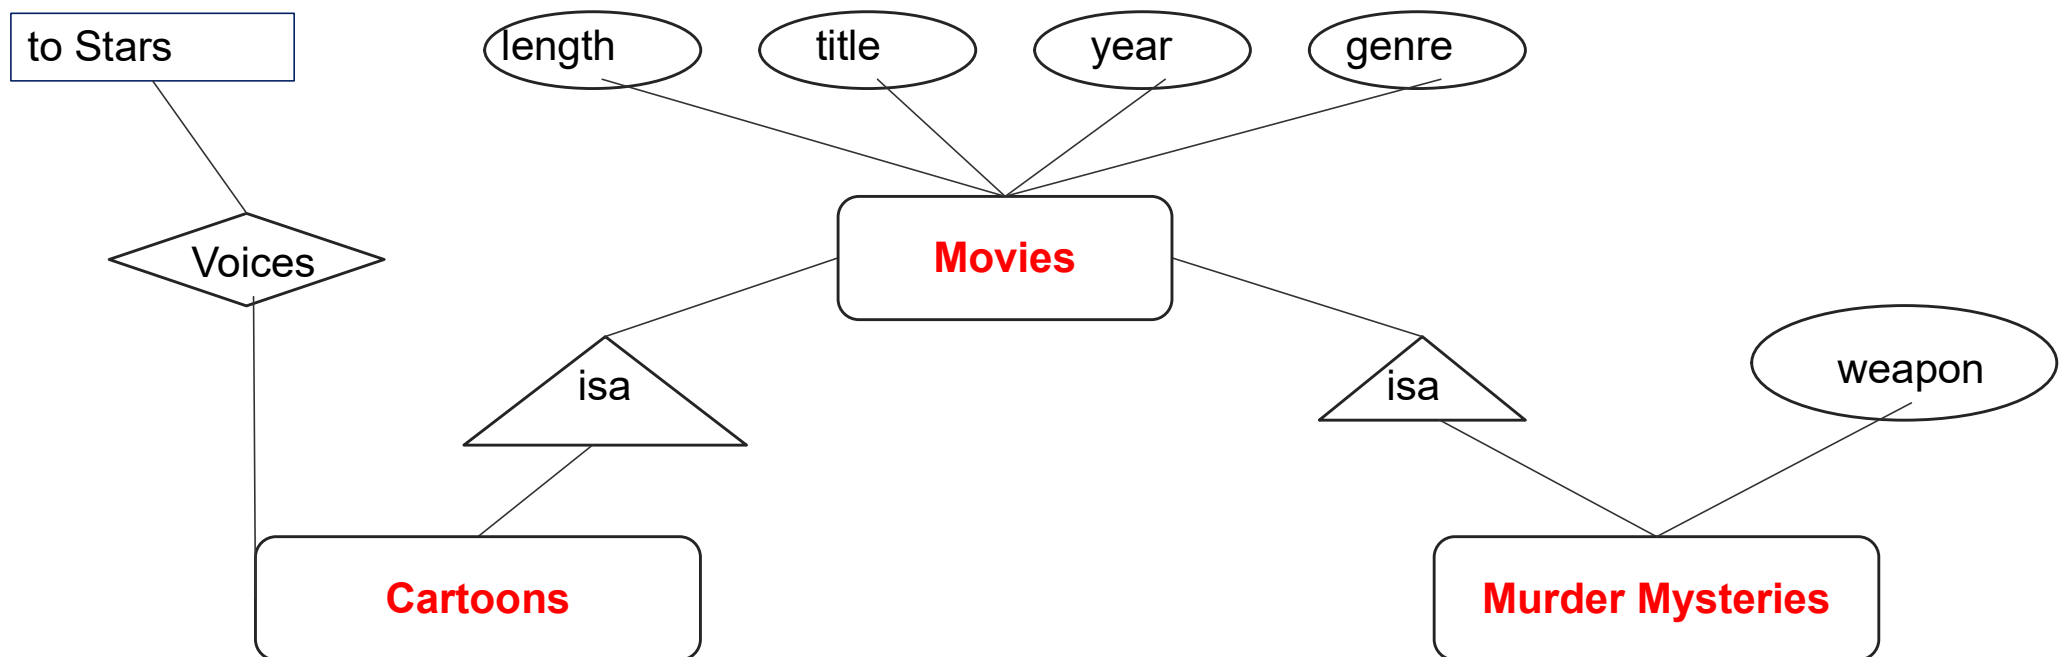 to Stars
length
title
year
genre
Voices
Movies
isa
isa
weapon
Cartoons
Murder Mysteries